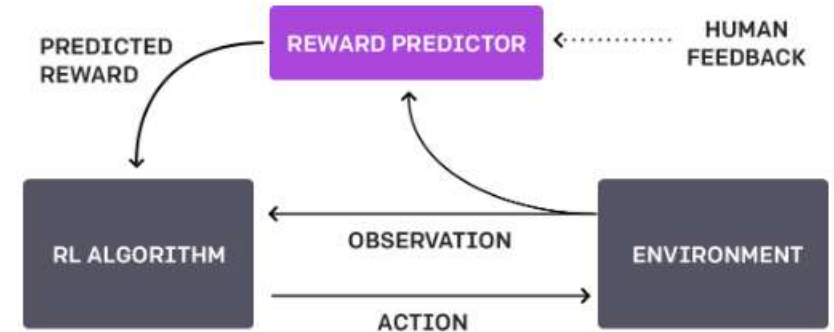 PREDICTED
REWARD
REWARD PREDICTOR
HUMAN
FEEDBACK
RL ALGORITHM
OBSERVATION
ACTION
ENVIRONMENT